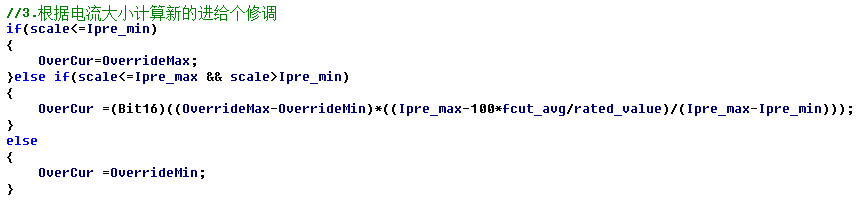 //3.根据电流大小计算新的进给个修调
if(scale<=Ipre_min)
{
OverCur=OverrideMax;
}else if(scale<=Ipre_max && scale>Ipre_min)
{
OverCur =(Bit16)((OverrideMax-OverrideMin)*((Ipre_max-100*fcut_avg/rated_value)/(Ipre_max-Ipre_min)));
}
else
{
OverCur =OverrideMin;
}